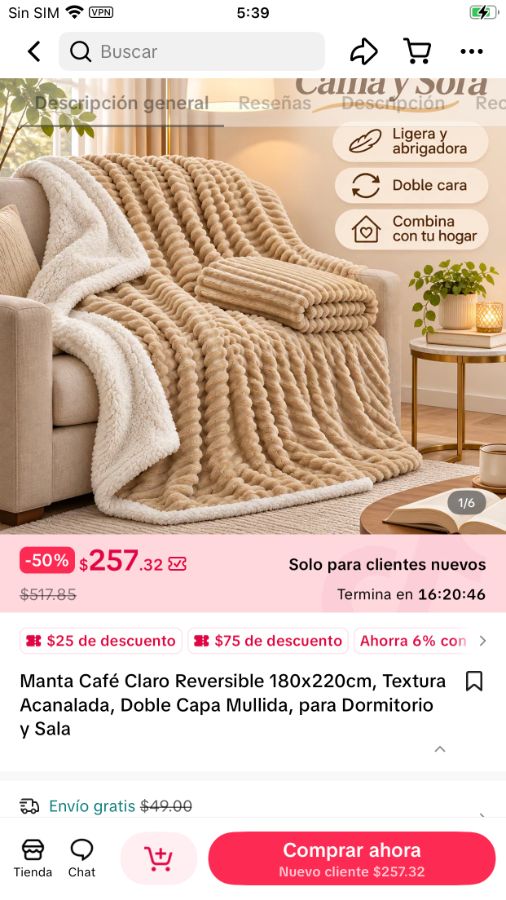 Sin SIM VPN 5:39
Buscar
Cama y Sofá
Descripción general Reseñas Descripción Rec
Ligera y
abrigadora
Doble cara
Combina
con tu hogar
1/6
-50% $257.32
Solo para clientes nuevos
$517.85
Termina en 16:20:46
$25 de descuento $75 de descuento Ahorra 6% con
Manta Café Claro Reversible 180x220cm, Textura
Acanalada, Doble Capa Mullida, para Dormitorio
y Sala
Envío gratis $49.00
Tienda Chat
Comprar ahora
Nuevo cliente $257.32